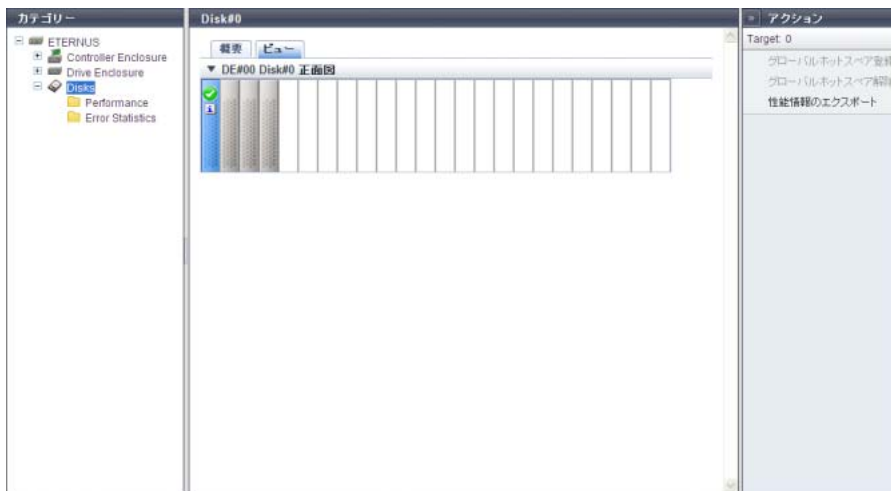 カテゴリー
ETERNUS
Controller Enclosure
Drive Enclosure
Disks
Performance
Error Statistics
Disk#0
概要 ビュー
DE#00 Disk#0 正面図
アクション
Target: 0
グローバルホットスペア登録
グローバルホットスペア解
性能情報のエクスポート